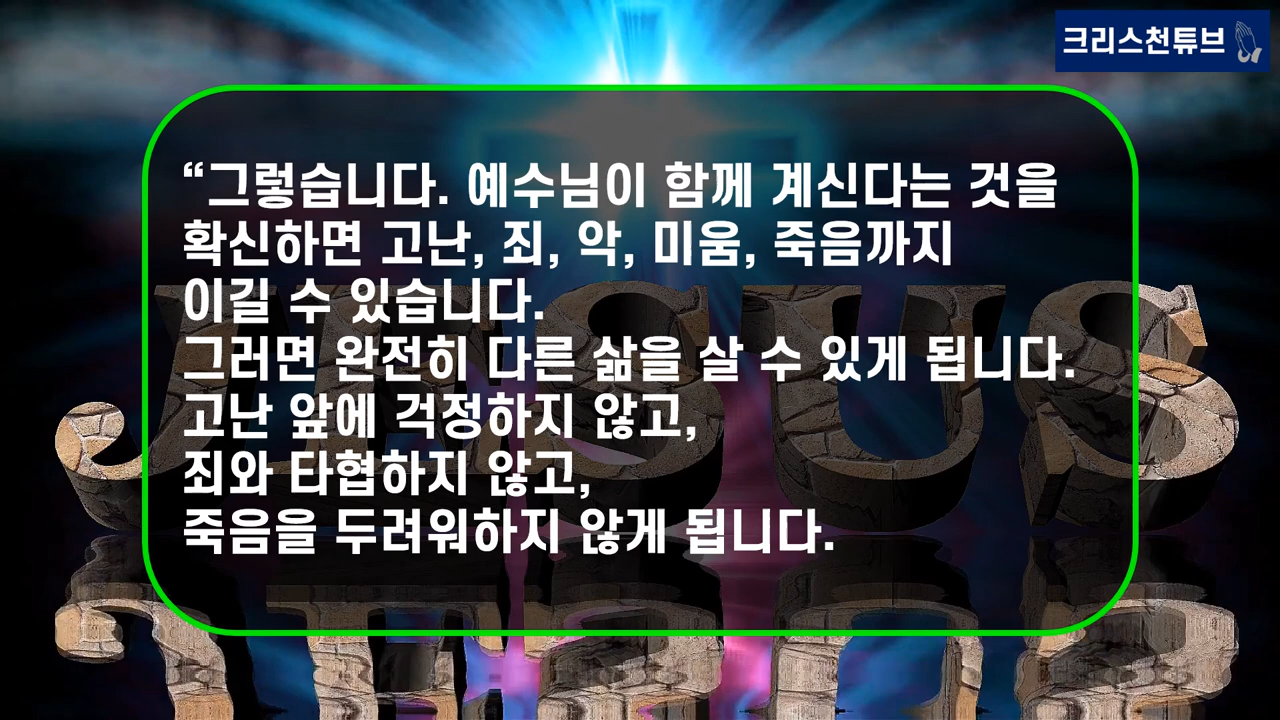 크리스천튜브
“그렇습니다. 예수님이 함께 계신다는 것을
확신하면 고난, 죄, 악, 미움, 죽음까지
이길 수 있습니다.
그러면 완전히 다른 삶을 살 수 있게 됩니다.
고난 앞에 걱정하지 않고,
죄와 타협하지 않고,
죽음을 두려워하지 않게 됩니다.
JESUS